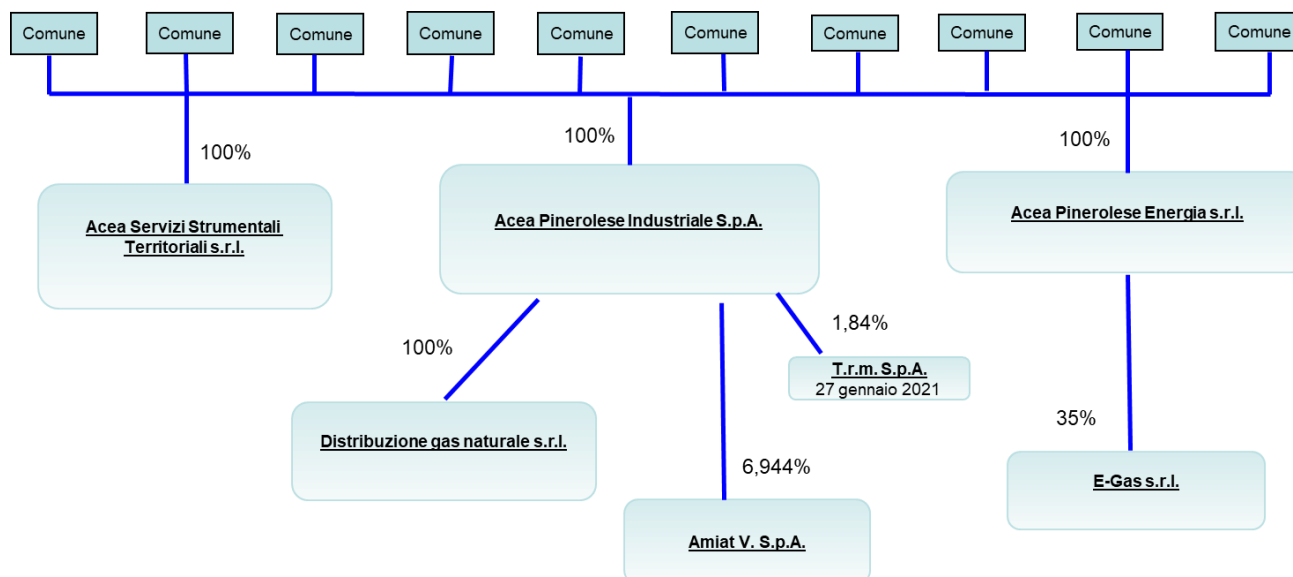 Comune
Comune
Comune
Comune
Comune
Comune
Comune
Comune
Comune
Comune
100%
100%
100%
Acea Servizi Strumentali
Territoriali s.r.l.
Acea Pinerolese Industriale S.p.A.
Acea Pinerolese Energia s.r.l.
100%
1,84%
T.r.m. S.p.A.
27 gennaio 2021
Distribuzione gas naturale s.r.l.
6,944%
35%
E-Gas s.r.l.
Amiat V. S.p.A.